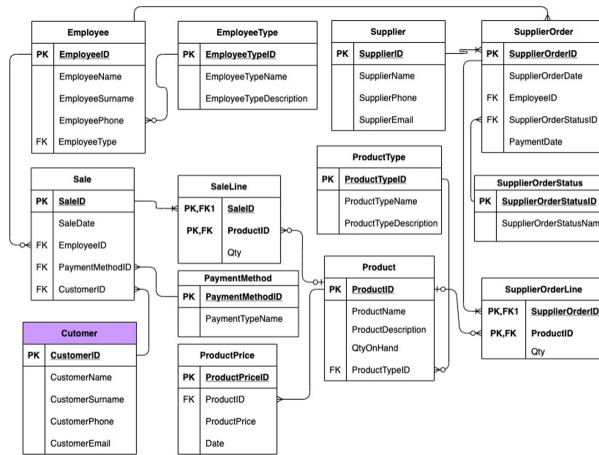 Employee
PK EmployeeID
EmployeeName
EmployeeSurname
EmployeePhone
FK EmployeeType
EmployeeType
PK EmployeeTypeID
EmployeeTypeName
EmployeeTypeDescription
Supplier
PK SupplierID
SupplierName
SupplierPhone
SupplierEmail
SupplierOrder
PK SupplierOrderID
SupplierOrderDate
FK EmployeeID
FK SupplierOrderStatusID
PaymentDate
Sale
PK SaleID
SaleDate
FK EmployeeID
FK PaymentMethodID
FK CustomerID
SaleLine
PK,FK1 SaleID
PK,FK ProductID
Qty
ProductType
PK ProductTypeID
ProductTypeName
ProductTypeDescription
SupplierOrderStatus
PK SupplierOrderStatusID
SupplierOrderStatusNam
PaymentMethod
PK PaymentMethodID
PaymentTypeName
Product
PK ProductID
ProductName
ProductDescription
QtyOnHand
FK ProductTypeID
SupplierOrderLine
PK,FK1 SupplierOrderID
PK,FK ProductID
Qty
Cutomer
PK CustomerID
CustomerName
CustomerSurname
CustomerPhone
CustomerEmail
ProductPrice
PK ProductPriceID
FK ProductID
ProductPrice
Date